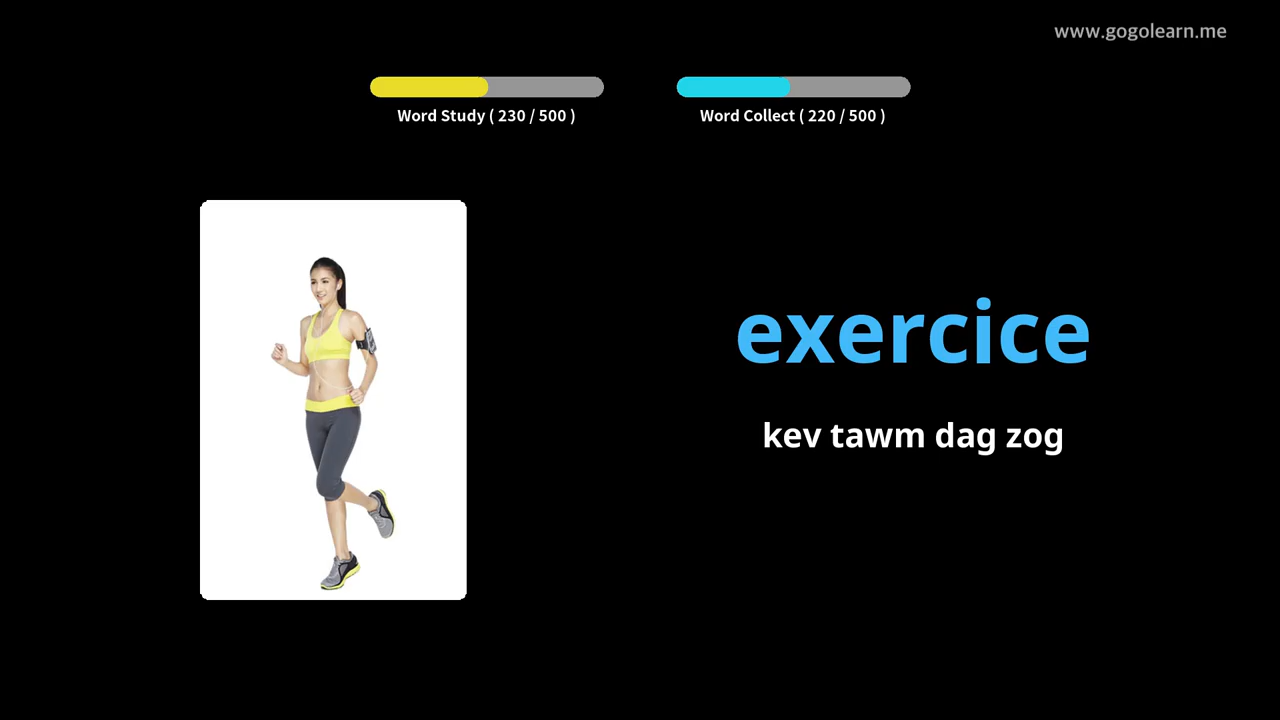 www.gogolearn.me
Word Study ( 230 / 500 )
Word Collect ( 220 / 500 )
exercice
kev tawm dag zog